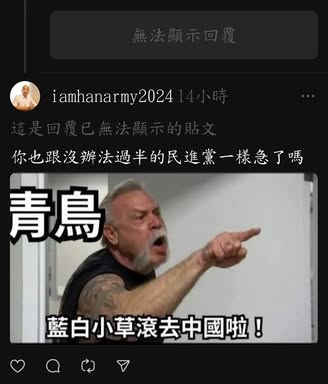 無法顯示回覆
iamhanarmy2024 14小時
這是回覆已無法顯示的貼文
你也跟沒辦法過半的民進黨一樣急了嗎
青鳥
藍白小草滾去中國啦！